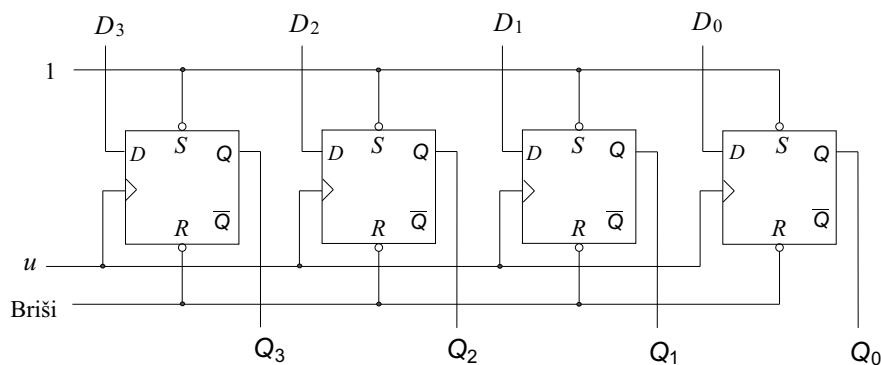 D₃ D₂ D₁ D₀
1
S S S S
D Q D Q D Q D Q
Q̅ Q̅ Q̅ Q̅
R R R R
u
Briši
Q₃ Q₂ Q₁ Q₀